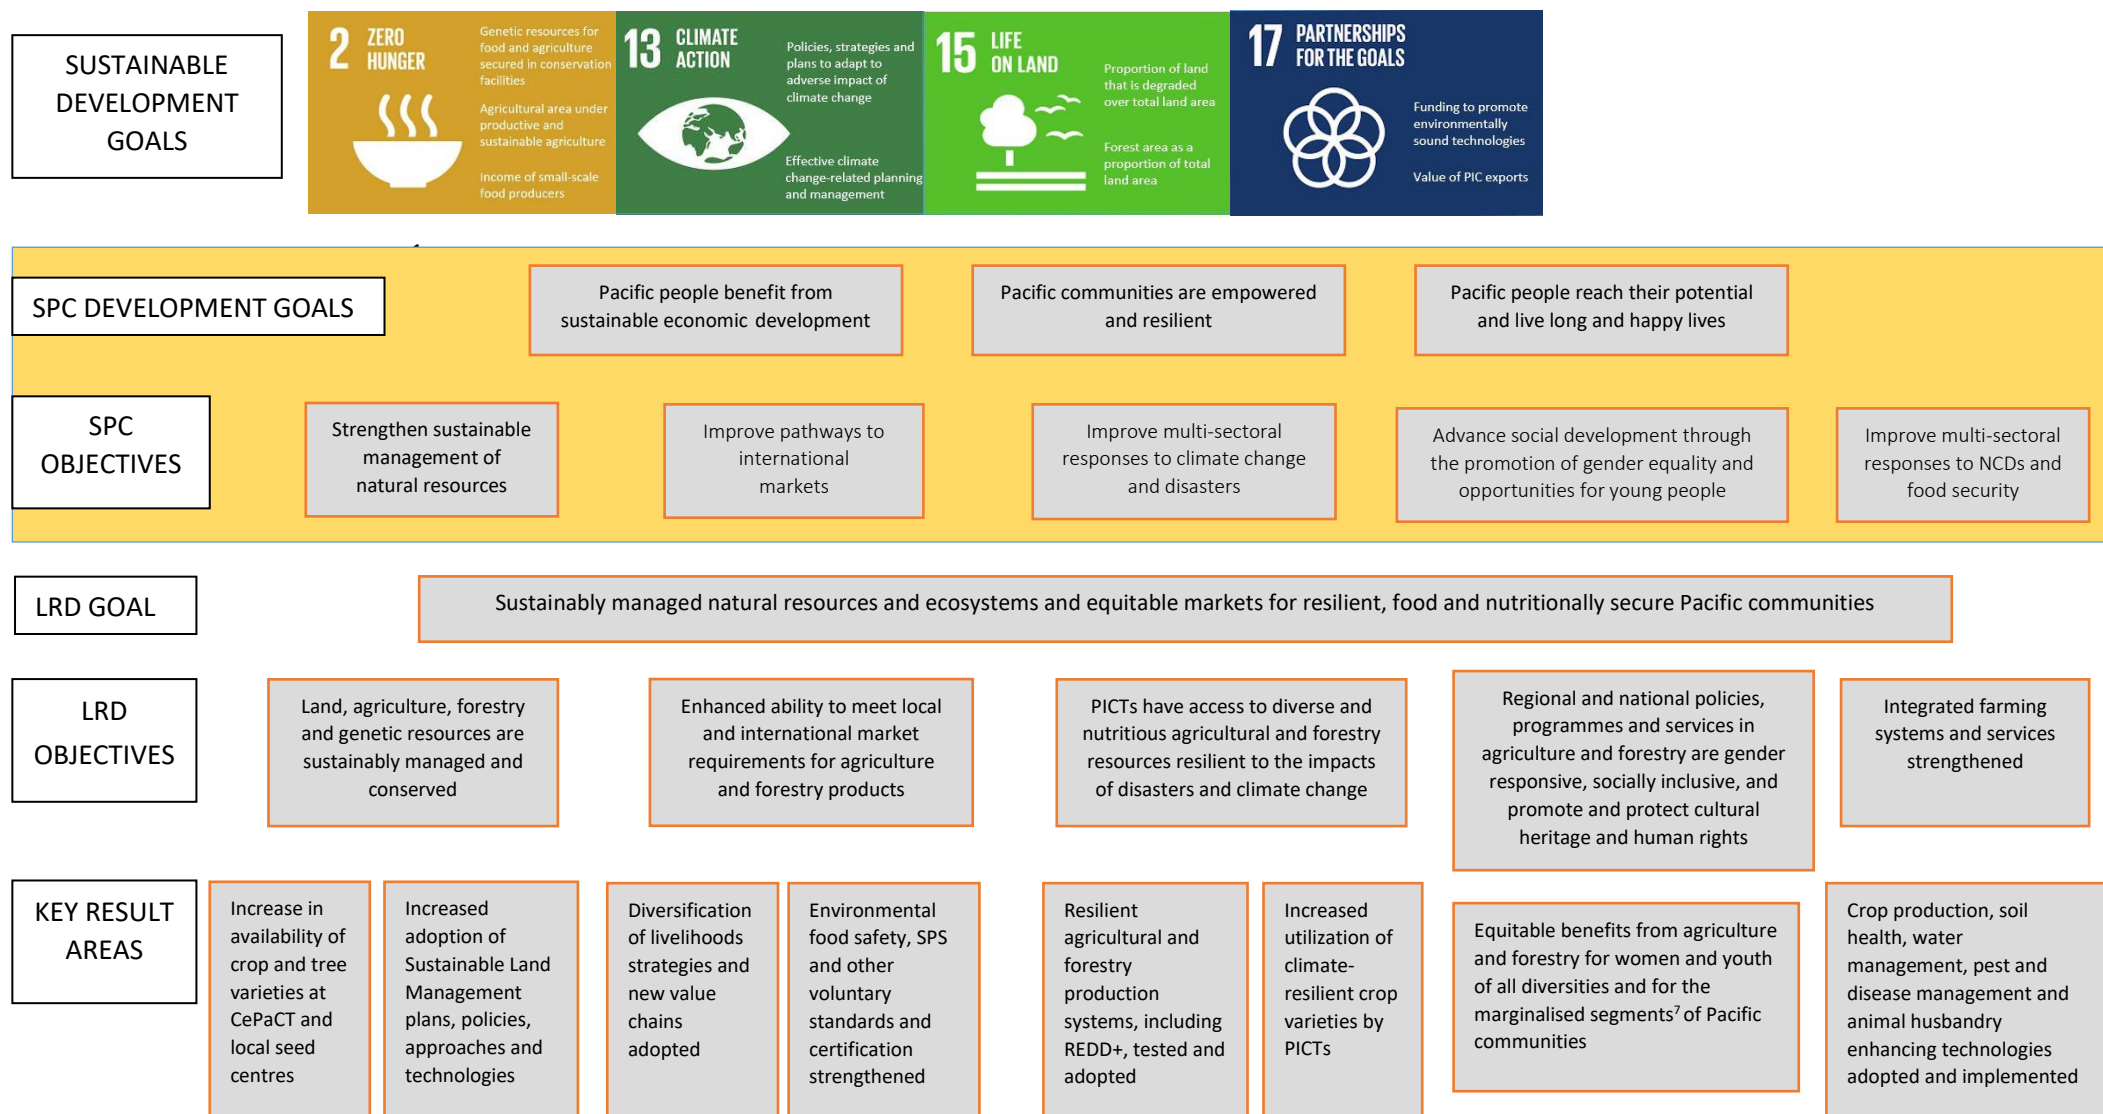 SUSTAINABLE
DEVELOPMENT
GOALS
2 ZERO
HUNGER
Genetic resources for
food and agriculture
secured in conservation
facilities
Agricultural area under
productive and
sustainable agriculture
Income of small-scale
food producers
13 CLIMATE
ACTION
Policies, strategies and
plans to adapt to
adverse impact of
climate change
Effective climate
change-related planning
and management
15 LIFE
ON LAND
Proportion of land
that is degraded
over total land area
Forest area as a
proportion of total
land area
17 PARTNERSHIPS
FOR THE GOALS
Funding to promote
environmentally
sound technologies
Value of PIC exports
SPC DEVELOPMENT GOALS
Pacific people benefit from
sustainable economic development
Pacific communities are empowered
and resilient
Pacific people reach their potential
and live long and happy lives
SPC
OBJECTIVES
Strengthen sustainable
management of
natural resources
Improve pathways to
international
markets
Improve multi-sectoral
responses to climate change
and disasters
Advance social development through
the promotion of gender equality and
opportunities for young people
Improve multi-sectoral
responses to NCDs and
food security
LRD GOAL
Sustainably managed natural resources and ecosystems and equitable markets for resilient, food and nutritionally secure Pacific communities
LRD
OBJECTIVES
Land, agriculture, forestry
and genetic resources are
sustainably managed and
conserved
Enhanced ability to meet local
and international market
requirements for agriculture
and forestry products
PICTs have access to diverse and
nutritious agricultural and forestry
resources resilient to the impacts
of disasters and climate change
Regional and national policies,
programmes and services in
agriculture and forestry are gender
responsive, socially inclusive, and
promote and protect cultural
heritage and human rights
Integrated farming
systems and services
strengthened
KEY RESULT
AREAS
Increase in
availability of
crop and tree
varieties at
CePaCT and
local seed
centres
Increased
adoption of
Sustainable Land
Management
plans, policies,
approaches and
technologies
Diversification
of livelihoods
strategies and
new value
chains
adopted
Environmental
food safety, SPS
and other
voluntary
standards and
certification
strengthened
Resilient
agricultural and
forestry
production
systems, including
REDD+, tested and
adopted
Increased
utilization of
climate-
resilient crop
varieties by
PICTs
Equitable benefits from agriculture
and forestry for women and youth
of all diversities and for the
marginalised segments⁷ of Pacific
communities
Crop production, soil
health, water
management, pest and
disease management and
animal husbandry
enhancing technologies
adopted and implemented